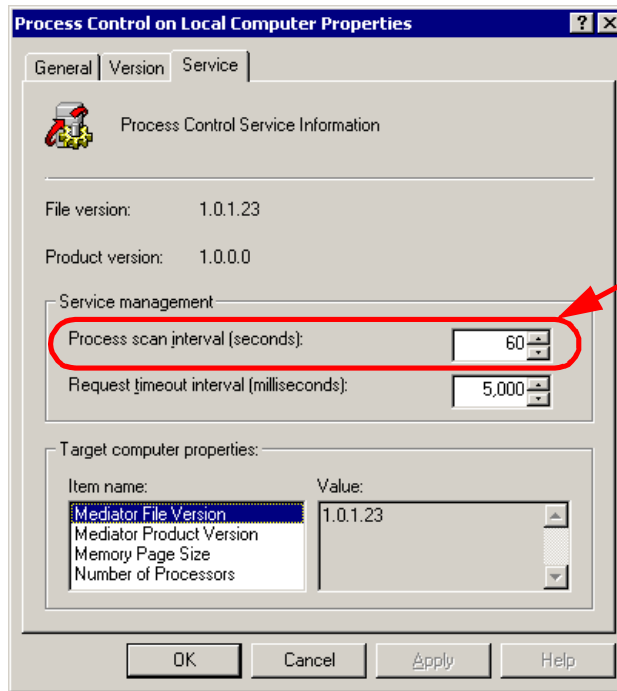 Process Control on Local Computer Properties
General Version Service
Process Control Service Information
File version: 1.0.1.23
Product version: 1.0.0.0
Service management
Process scan interval (seconds): 60
Request timeout interval (milliseconds): 5,000
Target computer properties:
Item name: Value:
Mediator File Version 1.0.1.23
Mediator Product Version
Memory Page Size
Number of Processors
OK Cancel Apply Help